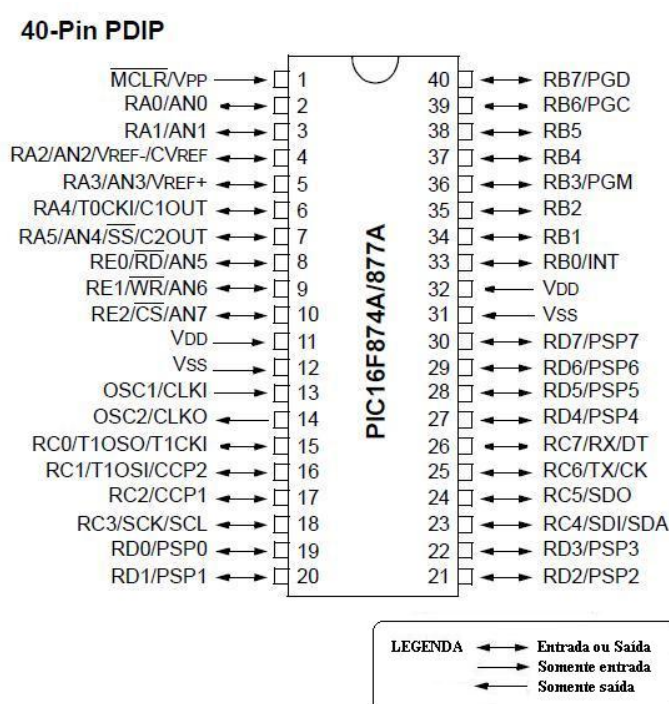 40-Pin PDIP
MCLR/VPP 1 40 RB7/PGD
RA0/AN0 2 39 RB6/PGC
RA1/AN1 3 38 RB5
RA2/AN2/VREF-/CVREF 4 37 RB4
RA3/AN3/VREF+ 5 36 RB3/PGM
RA4/T0CKI/C1OUT 6 35 RB2
RA5/AN4/SS/C2OUT 7 34 RB1
RE0/RD/AN5 8 33 RB0/INT
RE1/WR/AN6 9 32 VDD
RE2/CS/AN7 10 31 VSS
VDD 11 30 RD7/PSP7
VSS 12 29 RD6/PSP6
OSC1/CLKI 13 28 RD5/PSP5
OSC2/CLKO 14 27 RD4/PSP4
RC0/T1OSO/T1CKI 15 26 RC7/RX/DT
RC1/T1OSI/CCP2 16 25 RC6/TX/CK
RC2/CCP1 17 24 RC5/SDO
RC3/SCK/SCL 18 23 RC4/SDI/SDA
RD0/PSP0 19 22 RD3/PSP3
RD1/PSP1 20 21 RD2/PSP2
PIC16F874A/877A
LEGENDA Entrada ou Saída
Somente entrada
Somente saída